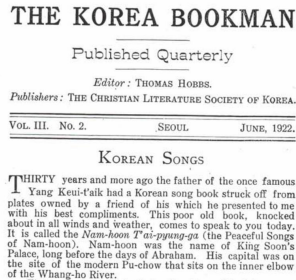 THE KOREA BOOKMAN
Published Quarterly
Editor: THOMAS HOBBS.
Publishers: THE CHRISTIAN LITERATURE SOCIETY OF KOREA.
VOL. III. No. 2. SEOUL JUNE, 1922.
KOREAN SONGS
THIRTY years and more ago the father of the once famous
Yang Keui-t'aik had a Korean song book struck off from
plates owned by a friend of his which he presented to me
with his best compliments. This poor old book, knocked
about in all winds and weather, comes to speak to you today.
It is called the Nam-hoon T'ai-pyung-ga (the Peaceful Songs
of Nam-hoon). Nam-hoon was the name of King Soon's
Palace, long before the days of Abraham. His capital was on
the site of the modern Pu-chow that sits on the inner elbow
of the Whang-ho River.